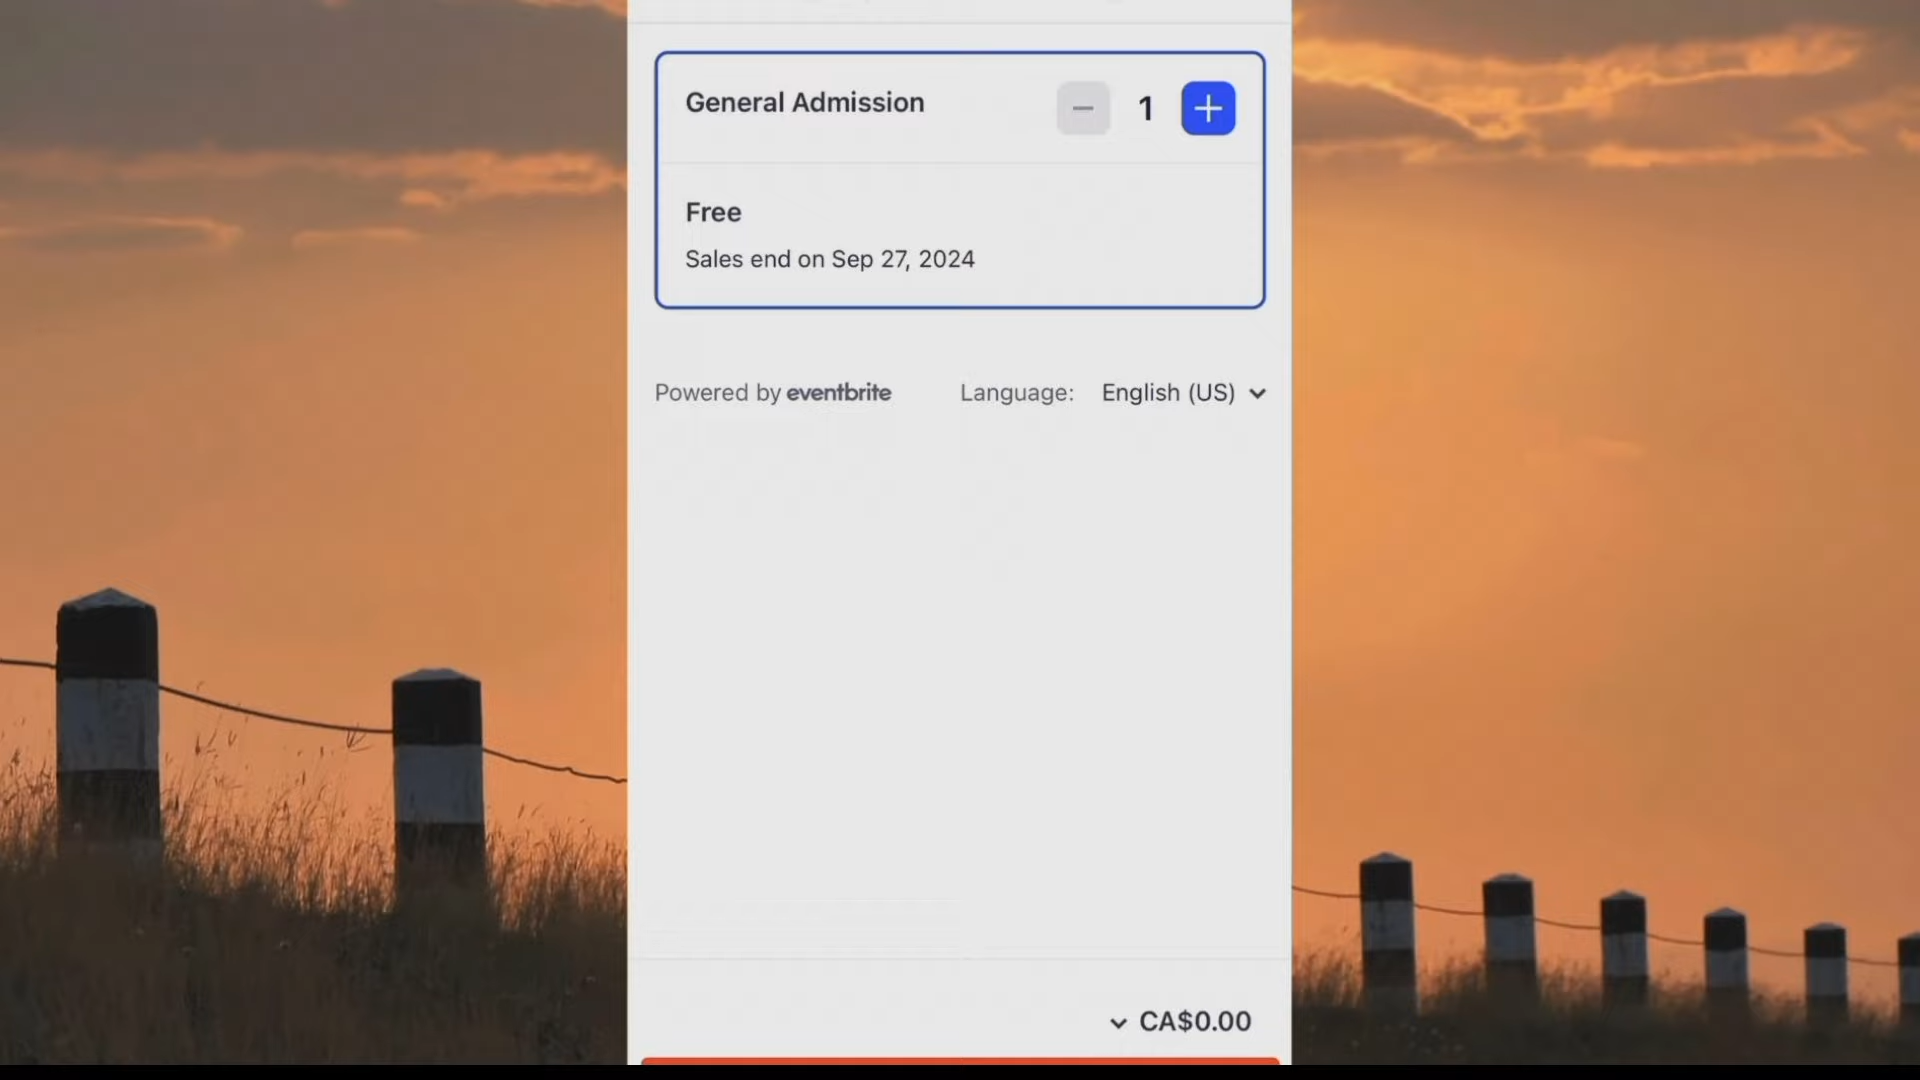 General Admission
1
Free
Sales end on Sep 27, 2024
Powered by eventbrite
Language: English (US)
CA$0.00